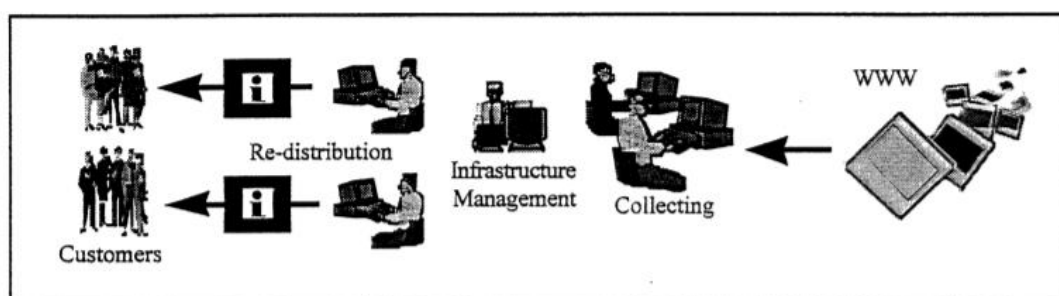 WWW
i
Re-distribution
Infrastructure
Management
Collecting
i
Customers